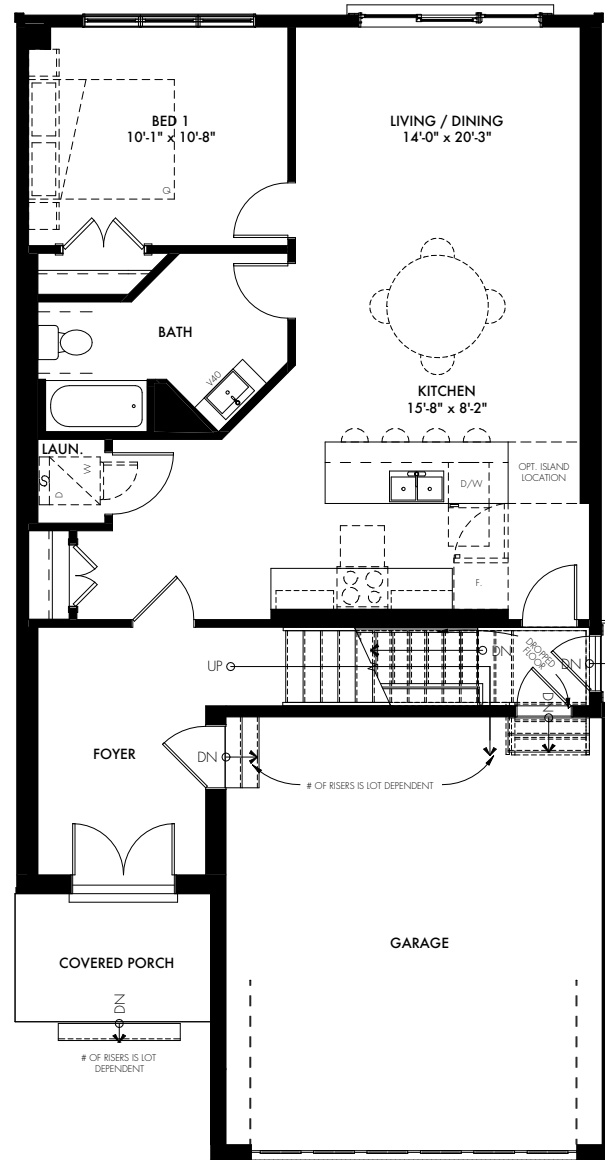 BED 1
10'-1" x 10'-8"
LIVING / DINING
14'-0" x 20'-3"
Q
BATH
V40
KITCHEN
15'-8" x 8'-2"
LAUN.
S
D
W
D/W
OPT. ISLAND
LOCATION
F.
UP
DN
DROPPED
FLOOR
DN
DN
FOYER
DN
# OF RISERS IS LOT DEPENDENT
GARAGE
COVERED PORCH
DN
# OF RISERS IS LOT
DEPENDENT